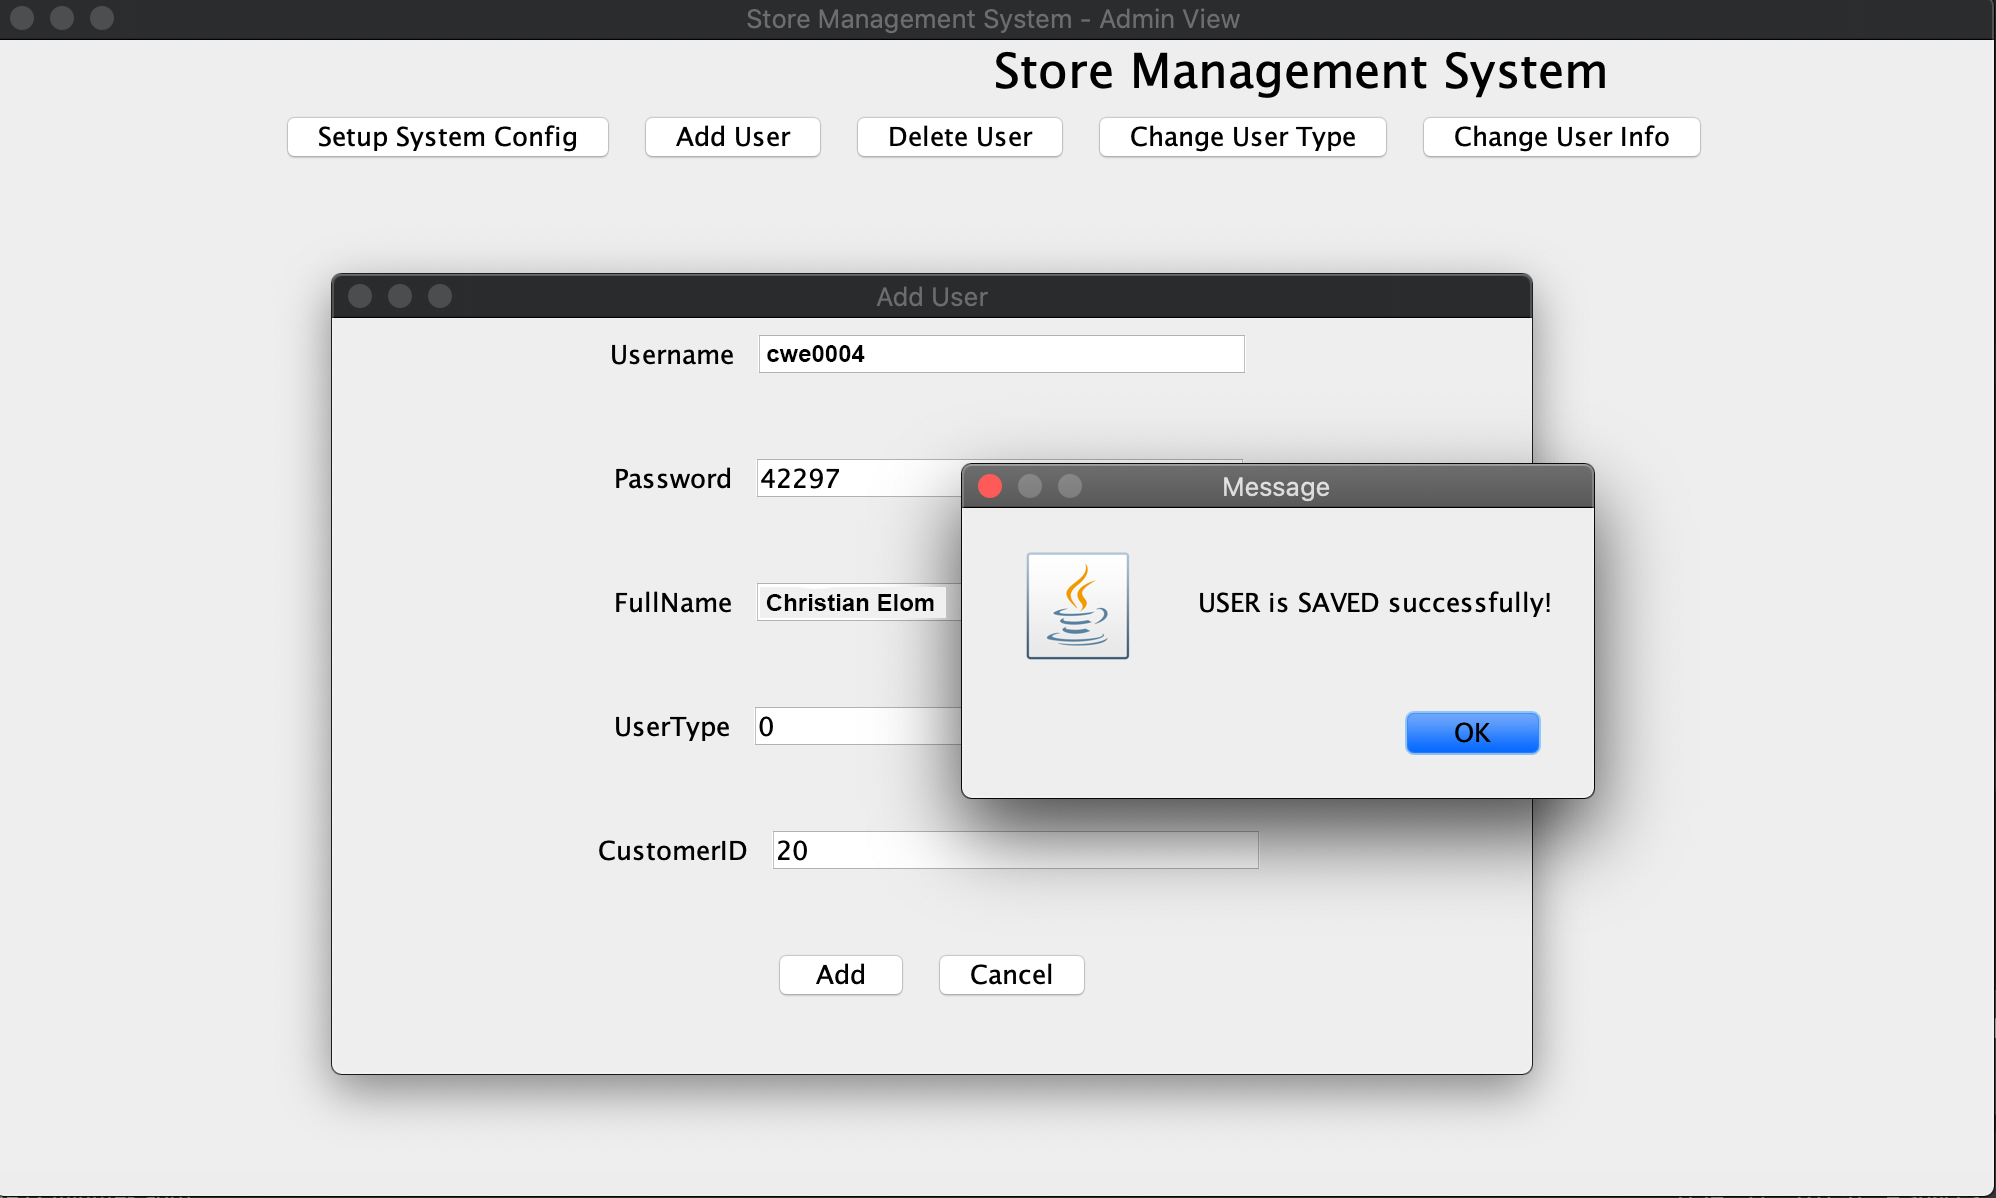 Store Management System - Admin View
Store Management System
Setup System Config Add User Delete User Change User Type Change User Info
Add User
Username cwe0004
Password 42297
Message
FullName Christian Elom
USER is SAVED successfully!
UserType 0
OK
CustomerID 20
Add Cancel